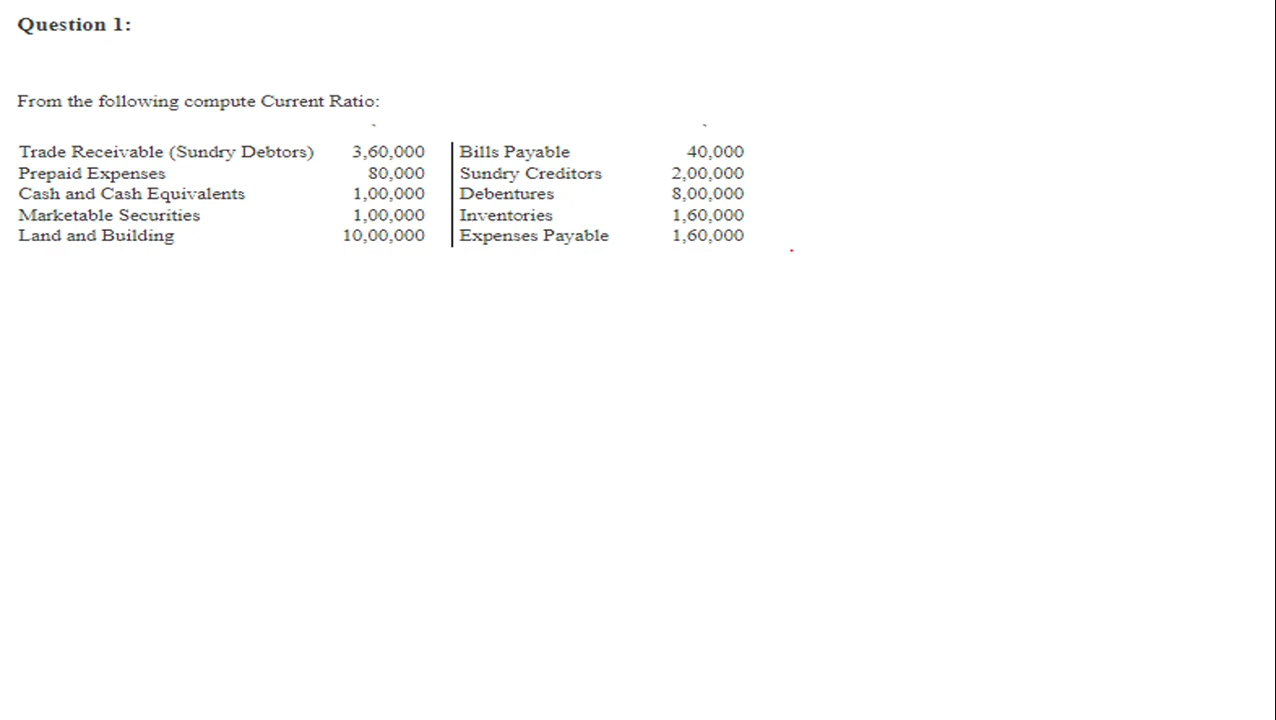 Question 1:
From the following compute Current Ratio:
Trade Receivable (Sundry Debtors) 3,60,000 Bills Payable 40,000
Prepaid Expenses 80,000 Sundry Creditors 2,00,000
Cash and Cash Equivalents 1,00,000 Debentures 8,00,000
Marketable Securities 1,00,000 Inventories 1,60,000
Land and Building 10,00,000 Expenses Payable 1,60,000